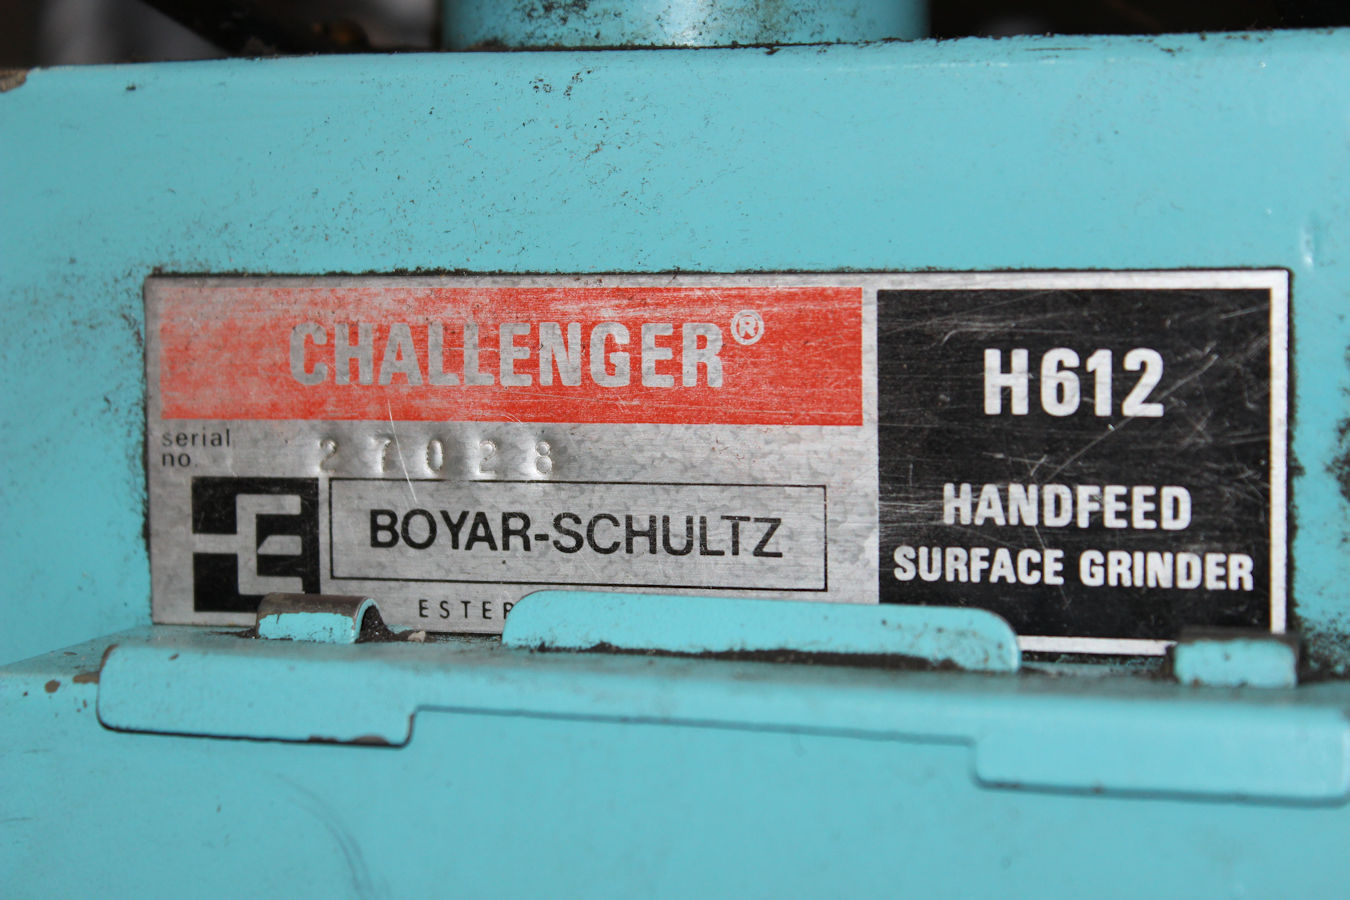 CHALLENGER®
serial
no. 27028
BOYAR-SCHULTZ
H612
HANDFEED
SURFACE GRINDER